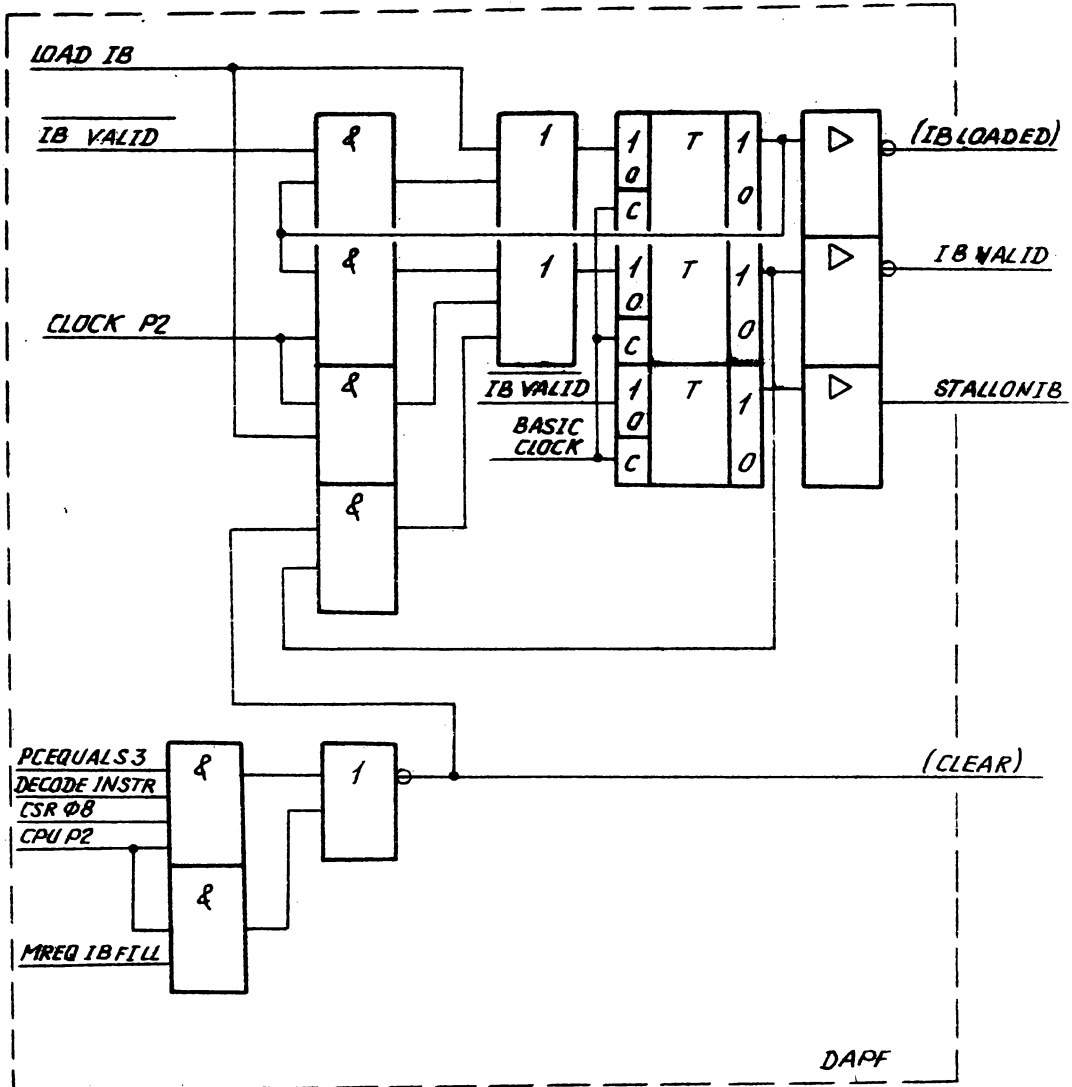 LOAD IB
IB VALID
CLOCK P2
&
&
&
&
1
1
IB VALID
BASIC
CLOCK
1 T 1
0 0
C
1 T 1
0 0
C
1 T 1
0 0
C
▷
▷
▷
(IB LOADED)
IB VALID
STALLONIB
PCEQUALS3
DECODE INSTR
CSR Φ8
CPU P2
MREQ IBFILL
&
&
1
(CLEAR)
DAPF